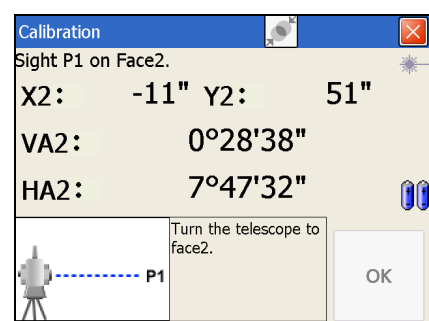 Calibration
Sight P1 on Face2.
X2: -11" Y2: 51"
VA2: 0°28'38"
HA2: 7°47'32"
P1
Turn the telescope to
face2.
OK